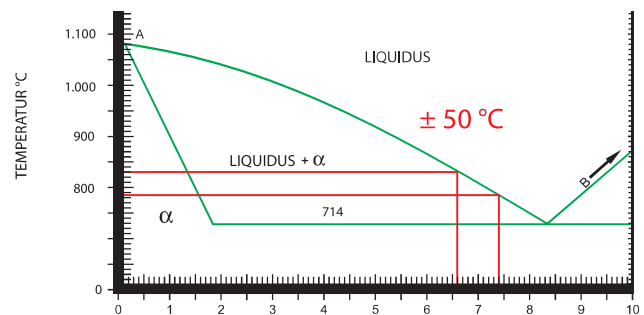 TEMPERATUR °C
1.100
1.000
900
800
0
A
LIQUIDUS
± 50 °C
LIQUIDUS + α
α
714
B
0 1 2 3 4 5 6 7 8 9 10